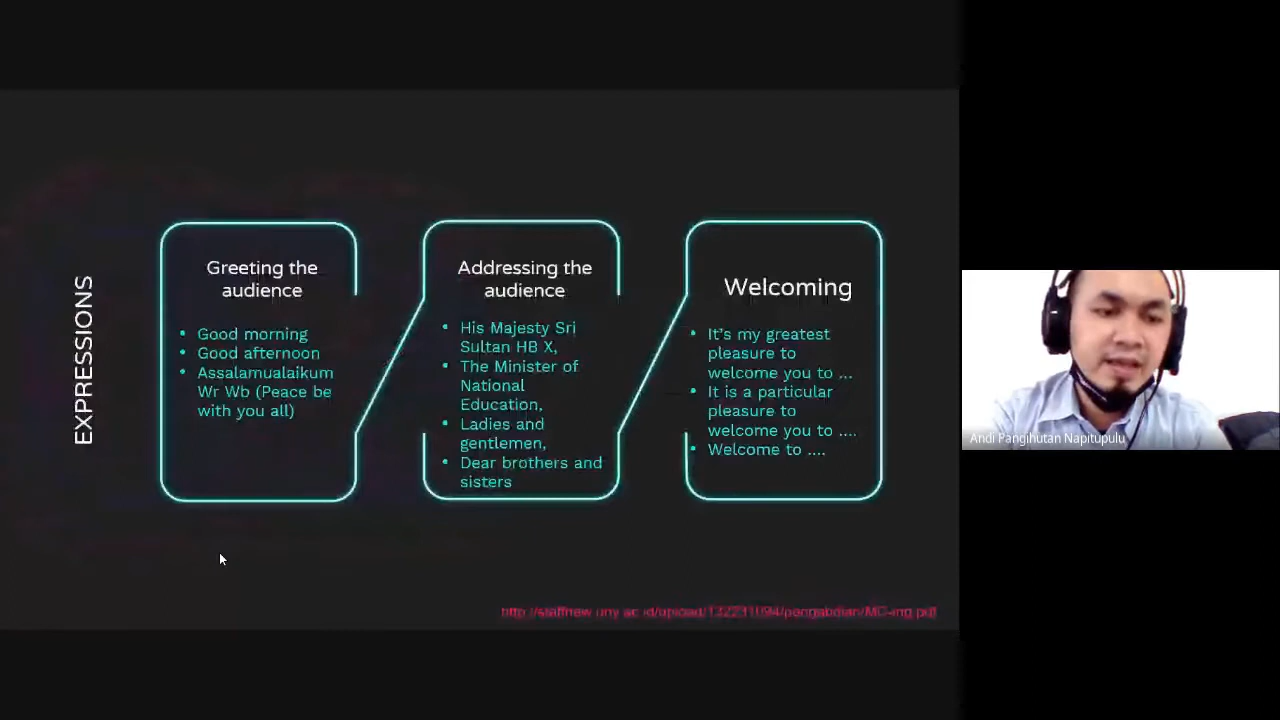 EXPRESSIONS
Greeting the
audience
• Good morning
• Good afternoon
• Assalamualaikum
Wr Wb (Peace be
with you all)
Addressing the
audience
• His Majesty Sri
Sultan HB X,
• The Minister of
National
Education,
• Ladies and
gentlemen,
• Dear brothers and
sisters
Welcoming
• It's my greatest
pleasure to
welcome you to ...
• It is a particular
pleasure to
welcome you to ....
• Welcome to ....
Andi Pangihutan Napitupulu